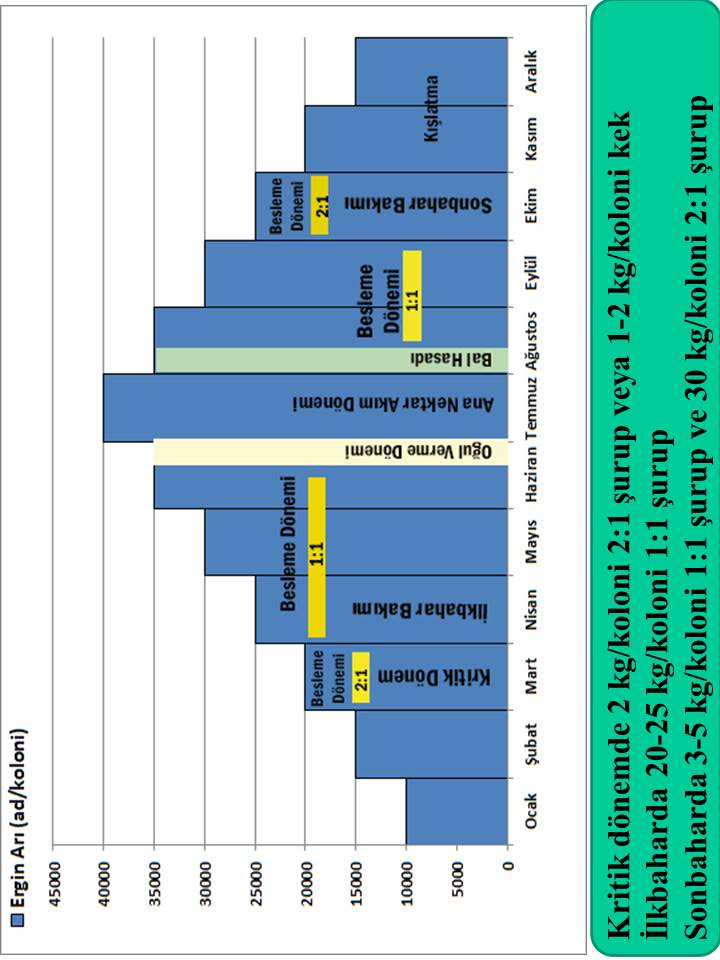 Ergin Arı (ad/koloni)
45000
40000
35000
30000
25000
20000
15000
10000
5000
0
Besleme
Dönemi
2:1
Kritik Dönem
Besleme Dönemi
1:1
İlkbahar Bakımı
Oğul Verme Dönemi
Ana Nektar Akım Dönemi
Bal Hasadı
Besleme
Dönemi
1:1
Besleme
Dönemi
2:1
Sonbahar Bakımı
Kışlatma
Ocak Şubat Mart Nisan Mayıs Haziran Temmuz Ağustos Eylül Ekim Kasım Aralık
Kritik dönemde 2 kg/koloni 2:1 şurup veya 1-2 kg/koloni kek
İlkbaharda 20-25 kg/koloni 1:1 şurup
Sonbaharda 3-5 kg/koloni 1:1 şurup ve 30 kg/koloni 2:1 şurup